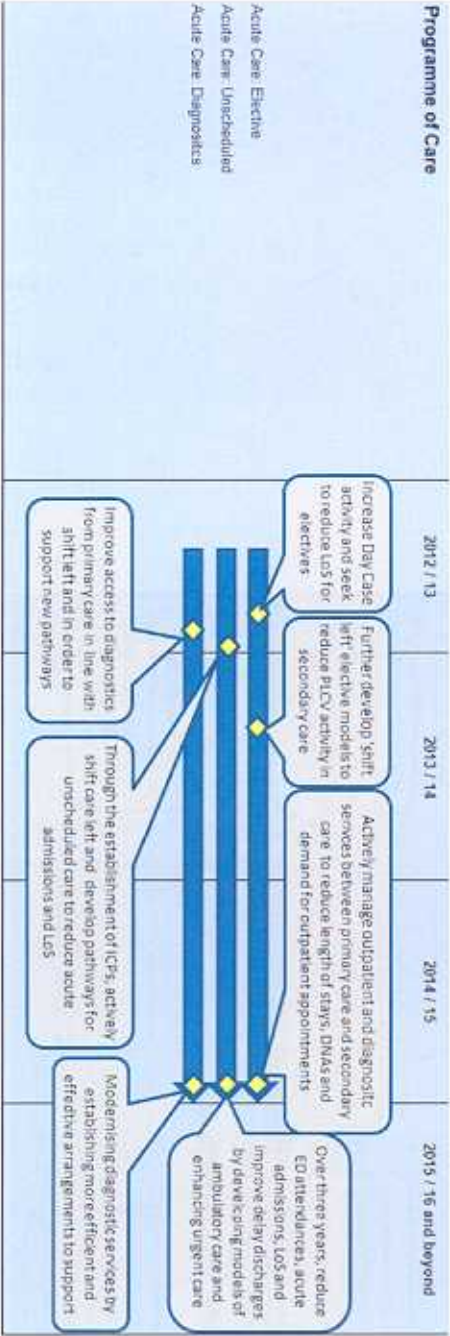 Programme of Care
2012 / 13
2013 / 14
2014 / 15
2015 / 16 and beyond
Increase Day Case
activity and seek
to reduce LoS for
electives
Further develop 'shift
left' elective models to
reduce PLCV activity in
secondary care
Actively manage outpatient and diagnositc
services between primary care and secondary
care to reduce length of stays, DNAs and
demand for outpatient appointments
Over three years, reduce
ED attendances, acute
admissions, LOS and
improve delay discharges
by developing models of
ambulatory care and
enhancing urgent care
Acute Care: Elective
Acute Care: Unscheduled
Acute Care: Diagnositcs
Improve access to diagnostics
from primary care in line with
shift left and in order to
support new pathways
Through the establishment of ICPs, actively
shift care left and develop pathways for
unscheduled care to reduce acute
admissions and LoS
Modernising diagnostic services by
establishing more efficient and
effective arrangements to support